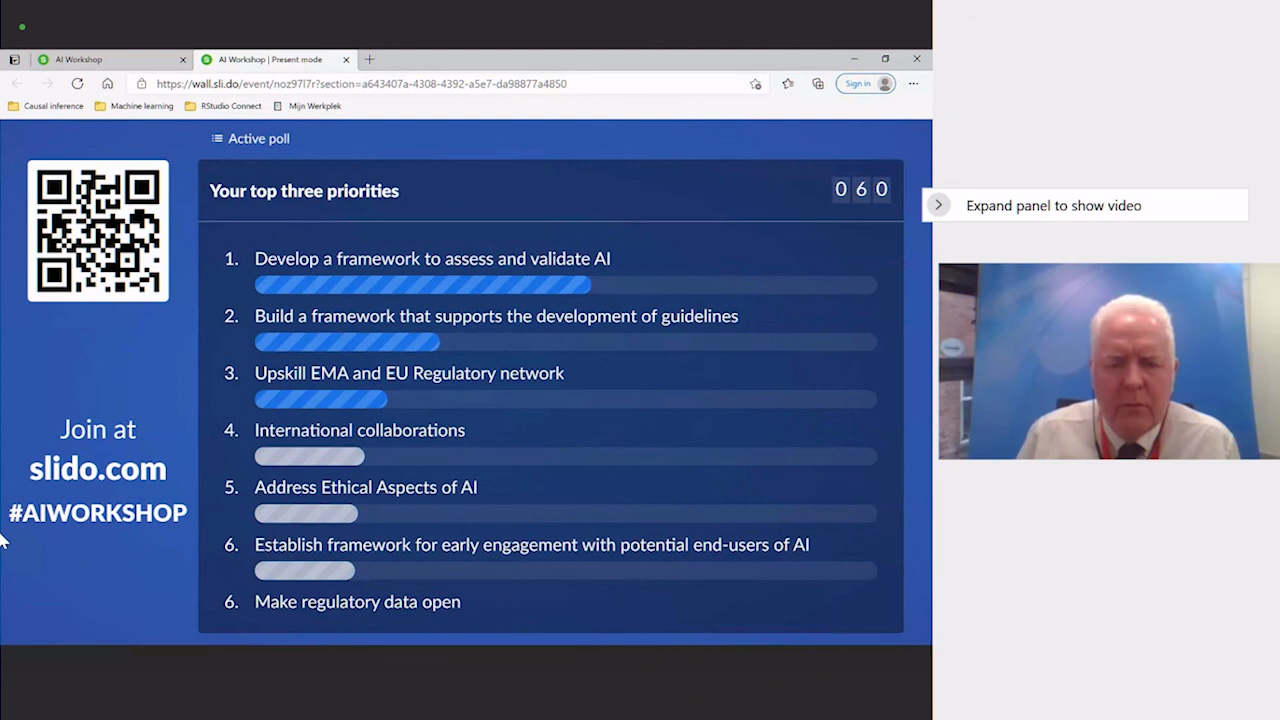 AI Workshop
AI Workshop | Present mode
https://wall.sli.do/event/noz97l7r?section=a643407a-4308-4392-a5e7-da98877a4850
Sign in
Causal inference
Machine learning
RStudio Connect
Mijn Werkplek
Active poll
Your top three priorities
060
1. Develop a framework to assess and validate AI
2. Build a framework that supports the development of guidelines
3. Upskill EMA and EU Regulatory network
4. International collaborations
5. Address Ethical Aspects of AI
6. Establish framework for early engagement with potential end-users of AI
6. Make regulatory data open
Join at
slido.com
#AIWORKSHOP
Expand panel to show video